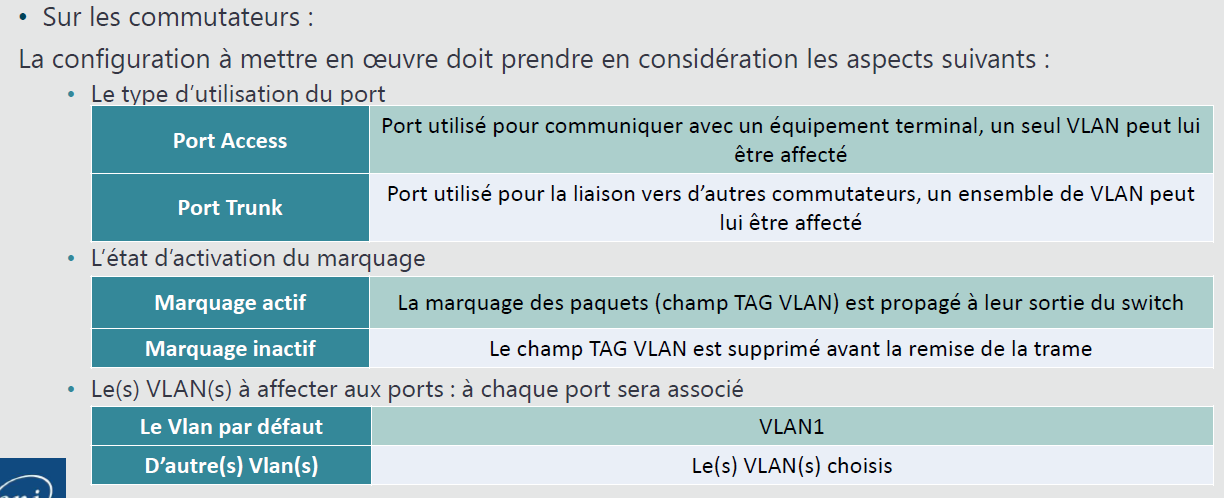 • Sur les commutateurs :
La configuration à mettre en œuvre doit prendre en considération les aspects suivants :
• Le type d'utilisation du port
Port Access
Port utilisé pour communiquer avec un équipement terminal, un seul VLAN peut lui
être affecté
Port Trunk
Port utilisé pour la liaison vers d'autres commutateurs, un ensemble de VLAN peut
lui être affecté
• L'état d'activation du marquage
Marquage actif
La marquage des paquets (champ TAG VLAN) est propagé à leur sortie du switch
Marquage inactif
Le champ TAG VLAN est supprimé avant la remise de la trame
• Le(s) VLAN(s) à affecter aux ports : à chaque port sera associé
Le Vlan par défaut
VLAN1
D'autre(s) Vlan(s)
Le(s) VLAN(s) choisis